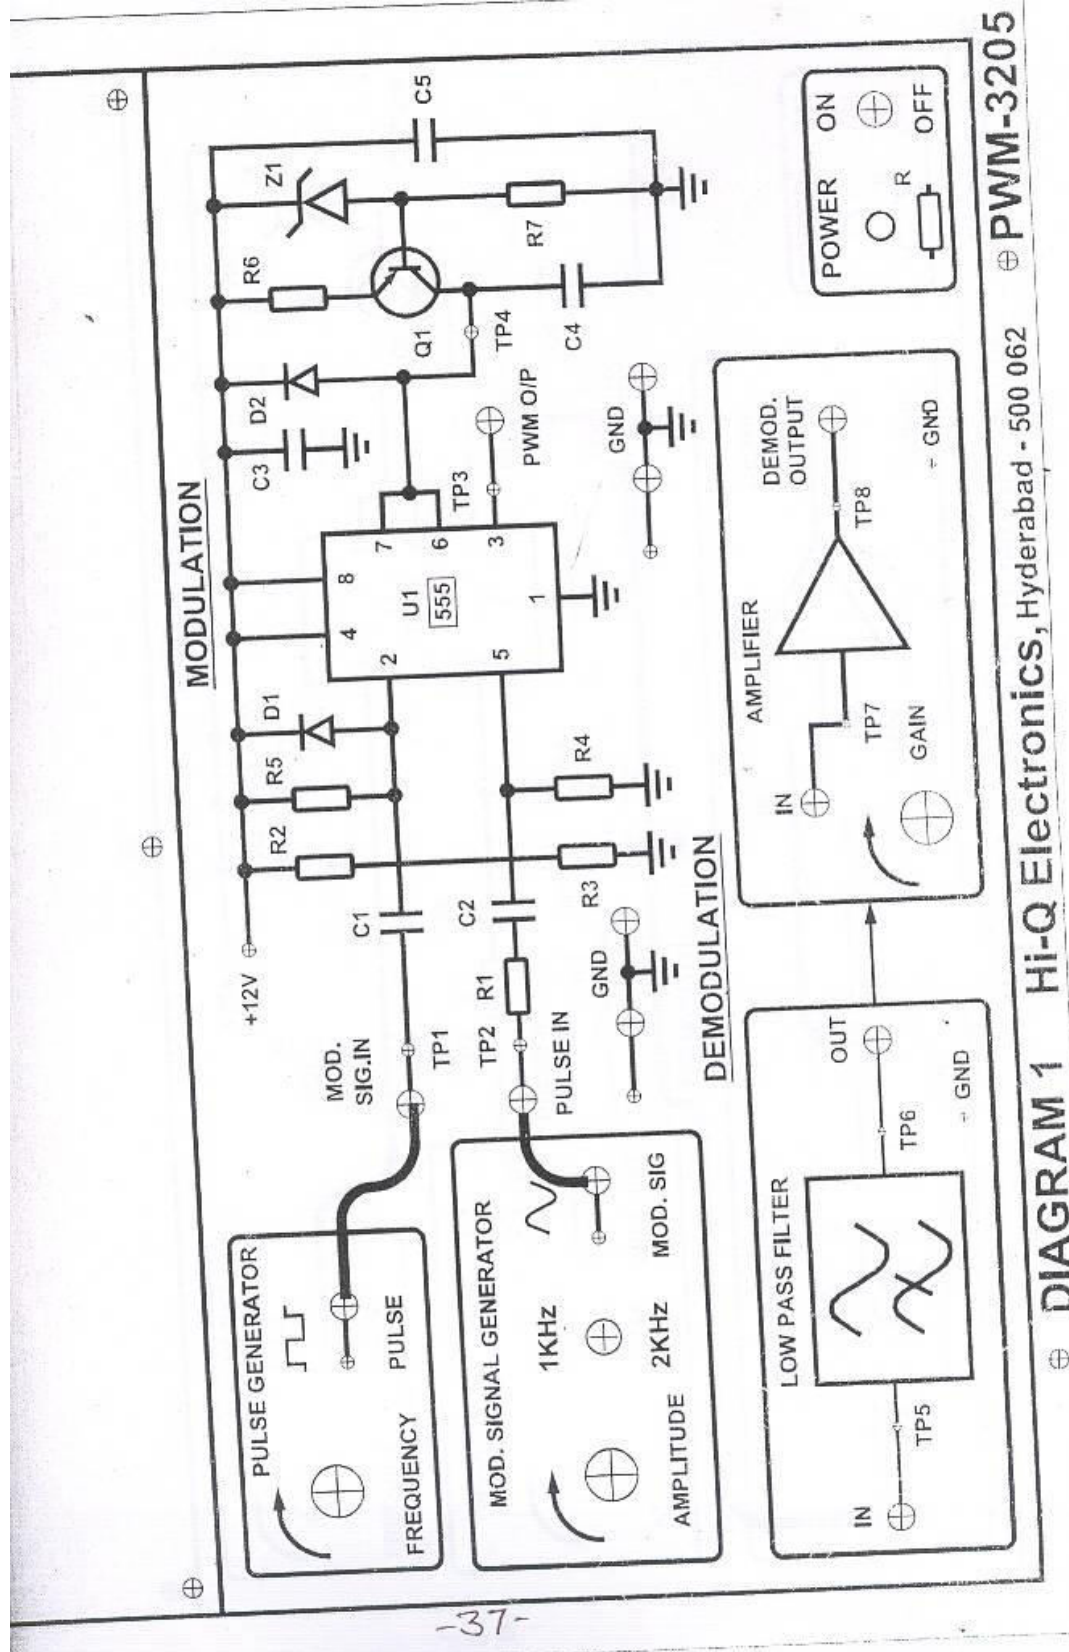 MODULATION
+12V
R2
R5
D1
C3
D2
R6
Z1
C5
4
8
U1
555
2
5
7
6
3
1
TP3
PWM O/P
Q1
TP4
C4
R7
MOD.
SIG.IN
TP1
C1
TP2
R1
C2
R3
R4
PULSE IN
GND
GND
PULSE GENERATOR
PULSE
FREQUENCY
MOD. SIGNAL GENERATOR
1KHz
2KHz
MOD. SIG
AMPLITUDE
DEMODULATION
LOW PASS FILTER
IN
TP5
TP6
OUT
GND
AMPLIFIER
IN
TP7
GAIN
DEMOD.
OUTPUT
TP8
GND
POWER
ON
R
OFF
DIAGRAM 1 Hi-Q Electronics, Hyderabad - 500 062 PWM-3205
-37-